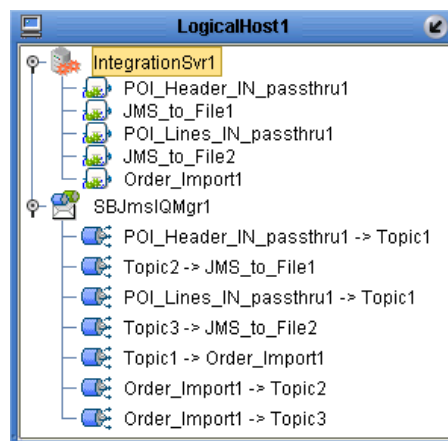 LogicalHost1
IntegrationSvr1
POI_Header_IN_passthru1
JMS_to_File1
POI_Lines_IN_passthru1
JMS_to_File2
Order_Import1
SBJmsIQMgr1
POI_Header_IN_passthru1 -> Topic1
Topic2 -> JMS_to_File1
POI_Lines_IN_passthru1 -> Topic1
Topic3 -> JMS_to_File2
Topic1 -> Order_Import1
Order_Import1 -> Topic2
Order_Import1 -> Topic3